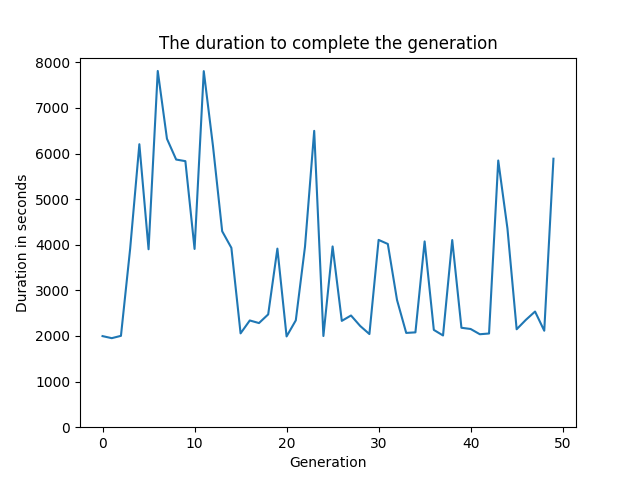 The duration to complete the generation
8000
7000
6000
5000
4000
3000
2000
1000
0
Duration in seconds
0 10 20 30 40 50
Generation